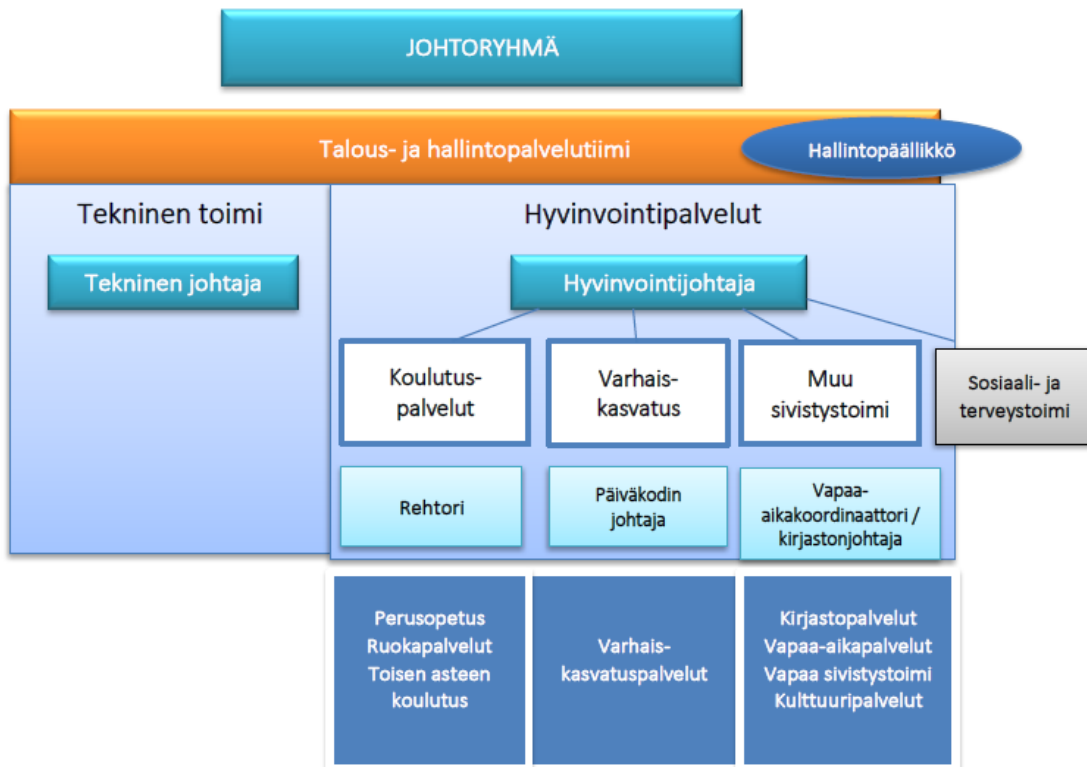 JOHTORYHMÄ
Talous- ja hallintopalvelutiimi
Hallintopäällikkö
Tekninen toimi
Tekninen johtaja
Hyvinvointipalvelut
Hyvinvointijohtaja
Koulutus-
palvelut
Varhais-
kasvatus
Muu
sivistystoimi
Sosiaali- ja
terveystoimi
Rehtori
Päiväkodin
johtaja
Vapaa-
aikakoordinaattori /
kirjastonjohtaja
Perusopetus
Ruokapalvelut
Toisen asteen
koulutus
Varhais-
kasvatuspalvelut
Kirjastopalvelut
Vapaa-aikapalvelut
Vapaa sivistystoimi
Kulttuuripalvelut